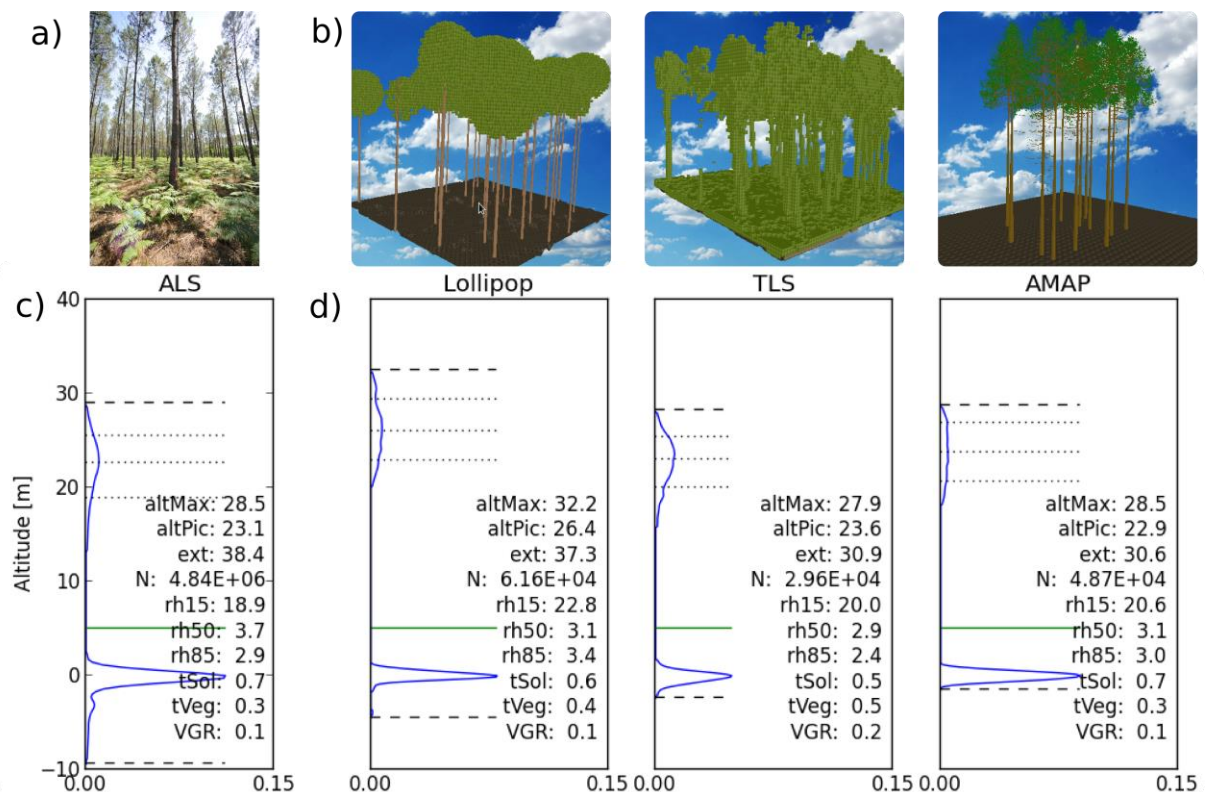 a)
b)
ALS
Lollipop
TLS
AMAP
c)
d)
Altitude [m]
40
30
20
10
0
−10
0.00
0.15
altMax: 28.5
altPic: 23.1
ext: 38.4
N: 4.84E+06
rh15: 18.9
rh50: 3.7
rh85: 2.9
tSol: 0.7
tVeg: 0.3
VGR: 0.1
altMax: 32.2
altPic: 26.4
ext: 37.3
N: 6.16E+04
rh15: 22.8
rh50: 3.1
rh85: 3.4
tSol: 0.6
tVeg: 0.4
VGR: 0.1
0.00
0.15
altMax: 27.9
altPic: 23.6
ext: 30.9
N: 2.96E+04
rh15: 20.0
rh50: 2.9
rh85: 2.4
tSol: 0.5
tVeg: 0.5
VGR: 0.2
0.00
0.15
altMax: 28.5
altPic: 22.9
ext: 30.6
N: 4.87E+04
rh15: 20.6
rh50: 3.1
rh85: 3.0
tSol: 0.7
tVeg: 0.3
VGR: 0.1
0.00
0.15